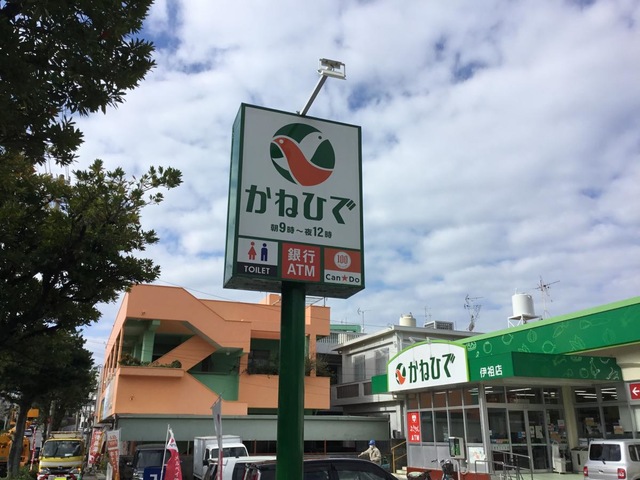 かねひで
朝9時～夜12時
TOILET
銀行
ATM
100
Can★Do
かねひで
伊祖店